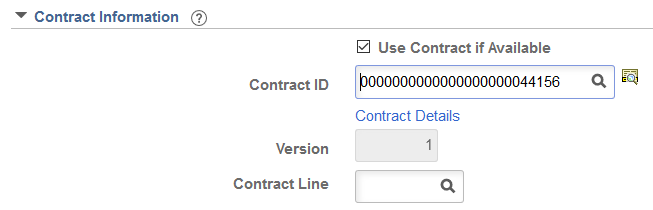 Contract Information ?
Use Contract if Available
Contract ID 0000000000000000000044156
Contract Details
Version 1
Contract Line